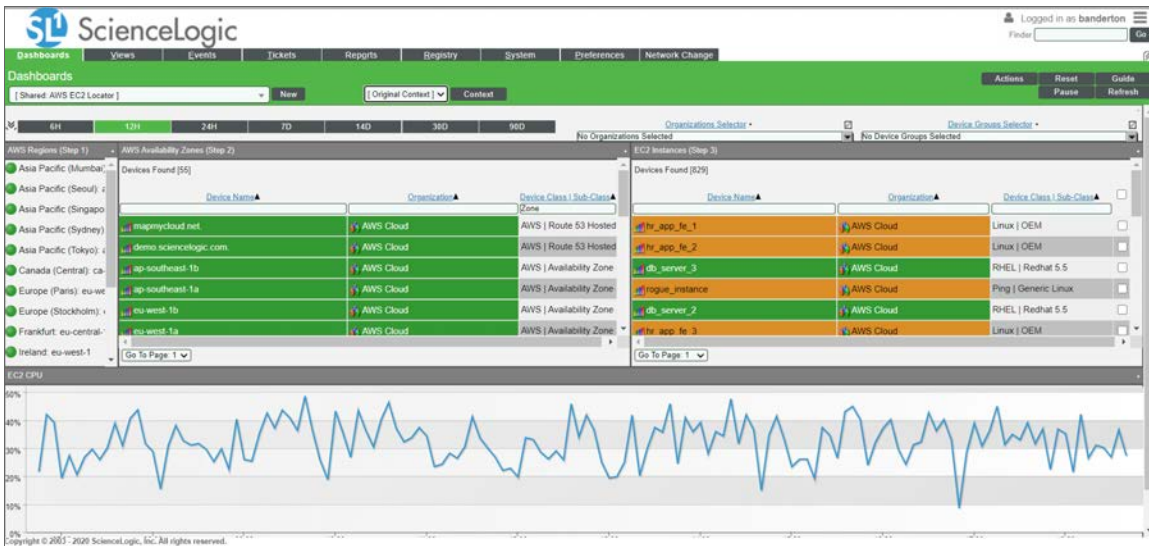 SL1 ScienceLogic
Logged in as banderton
Finder Go
Dashboards Views Events Tickets Reports Registry System Preferences Network Change
Dashboards
Actions Reset Guide
[ Shared: AWS EC2 Locator ] New [ Original Context ] Context Pause Refresh
6H 12H 24H 7D 14D 30D 90D
Organizations Selector Device Groups Selector
No Organizations Selected No Device Groups Selected
AWS Regions (Step 1) AWS Availability Zones (Step 2) EC2 Instances (Step 3)
Asia Pacific (Mumbai)
Asia Pacific (Seoul):
Asia Pacific (Singapo
Asia Pacific (Sydney)
Asia Pacific (Tokyo):
Canada (Central): ca-
Europe (Paris): eu-we
Europe (Stockholm):
Frankfurt: eu-central-
Ireland: eu-west-1
Devices Found [55]
Device Name Organization Device Class | Sub-Class
Zone
mapmycloud.net. AWS Cloud AWS | Route 53 Hosted
demo.sciencelogic.com. AWS Cloud AWS | Route 53 Hosted
ap-southeast-1b AWS Cloud AWS | Availability Zone
ap-southeast-1a AWS Cloud AWS | Availability Zone
eu-west-1b AWS Cloud AWS | Availability Zone
eu-west-1a AWS Cloud AWS | Availability Zone
Go To Page: 1
Devices Found [829]
Device Name Organization Device Class | Sub-Class
hr_app_fe_1 AWS Cloud Linux | OEM
hr_app_fe_2 AWS Cloud Linux | OEM
db_server_3 AWS Cloud RHEL | Redhat 5.5
rogue_instance AWS Cloud Ping | Generic Linux
db_server_2 AWS Cloud RHEL | Redhat 5.5
hr_app_fe_3 AWS Cloud Linux | OEM
Go To Page: 1
EC2 CPU
50%
40%
30%
20%
10%
0%
Copyright © 2003 - 2020 ScienceLogic, Inc. All rights reserved.